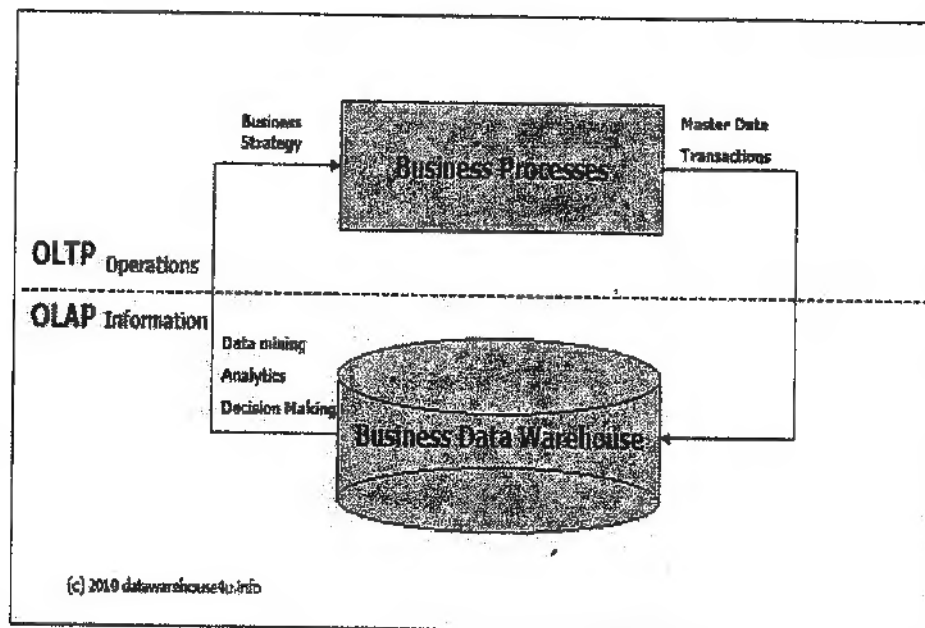 Business
Strategy
Business Processes
Master Data
Transactions
OLTP Operations
OLAP Information
Data mining
Analytics
Decision Making
Business Data Warehouse
(c) 2010 datawarehouse4u.info